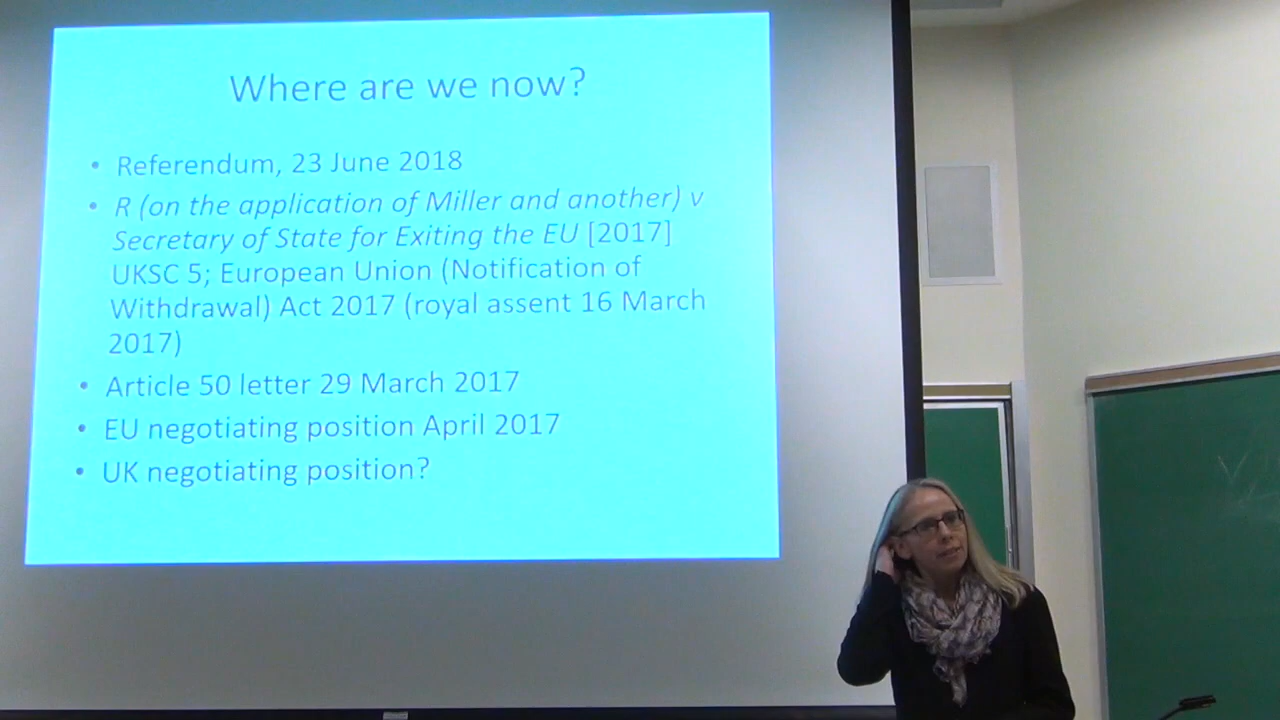 Where are we now?
• Referendum, 23 June 2018
• R (on the application of Miller and another) v
Secretary of State for Exiting the EU [2017]
UKSC 5; European Union (Notification of
Withdrawal) Act 2017 (royal assent 16 March
2017)
• Article 50 letter 29 March 2017
• EU negotiating position April 2017
• UK negotiating position?